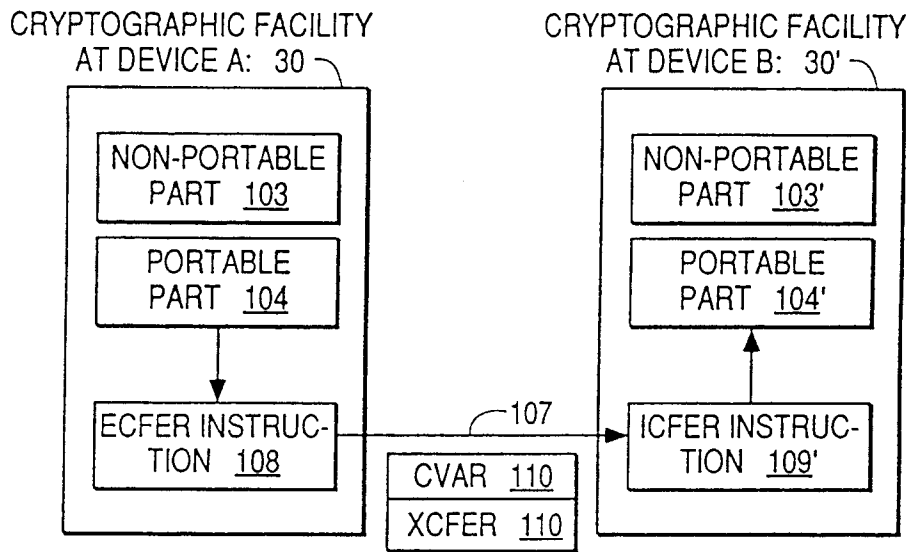 CRYPTOGRAPHIC FACILITY
AT DEVICE A: 30
NON-PORTABLE
PART 103
PORTABLE
PART 104
ECFER INSTRUC-
TION 108
107
CVAR 110
XCFER 110
CRYPTOGRAPHIC FACILITY
AT DEVICE B: 30'
NON-PORTABLE
PART 103'
PORTABLE
PART 104'
ICFER INSTRUC-
TION 109'